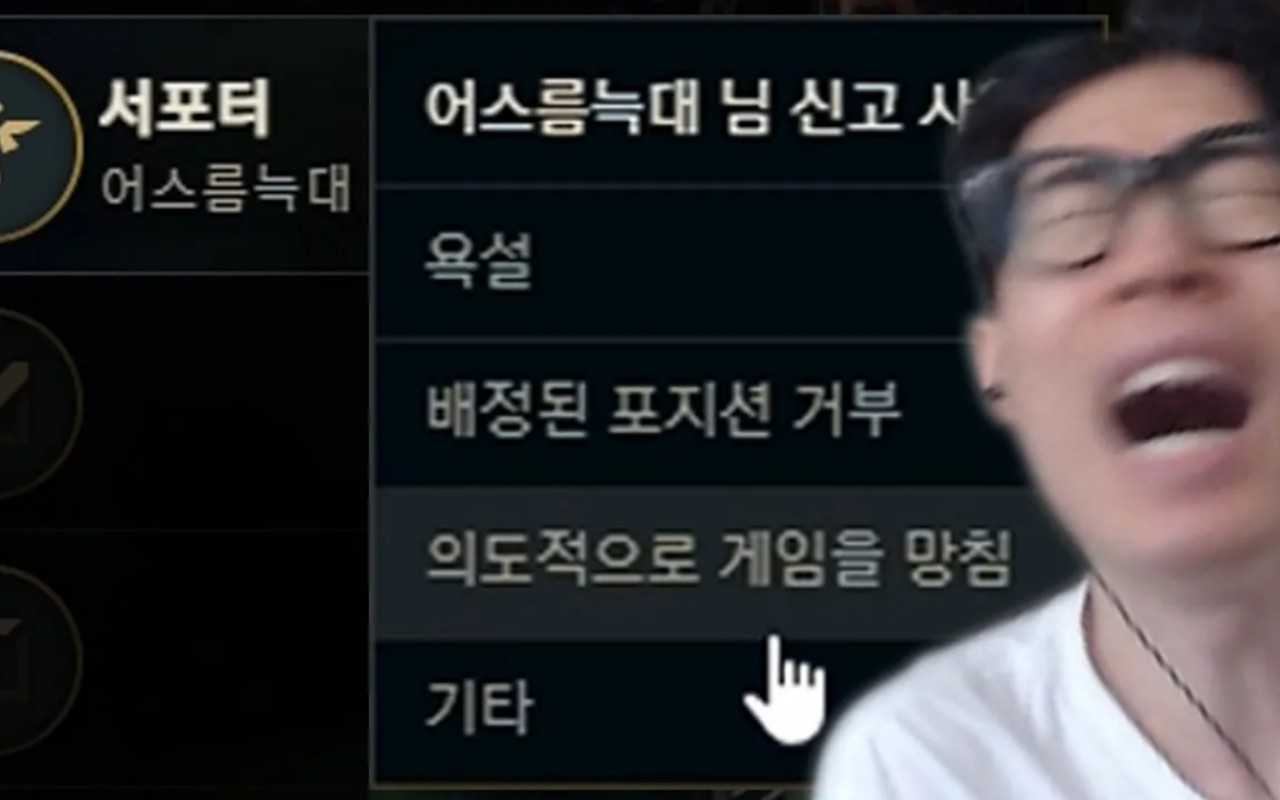 서포터
어스름늑대
어스름늑대 님 신고 사
욕설
배정된 포지션 거부
의도적으로 게임을 망침
기타